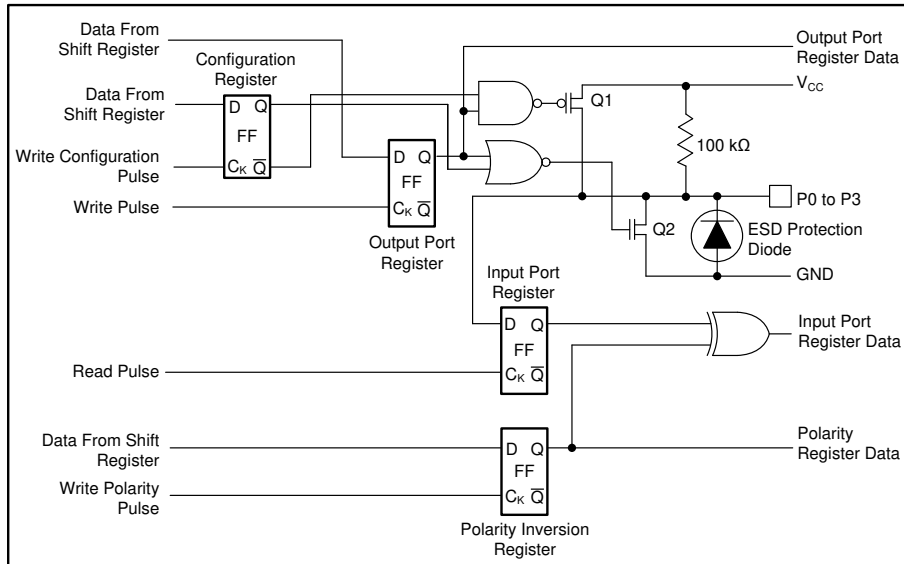 Data From
Shift Register
Output Port
Register Data
Configuration
Register
VCC
Data From
Shift Register
D Q
FF
CK Q̅
Q1
100 kΩ
Write Configuration
Pulse
D Q
FF
CK Q̅
P0 to P3
Write Pulse
Q2
ESD Protection
Diode
Output Port
Register
GND
Input Port
Register
D Q
FF
CK Q̅
Input Port
Register Data
Read Pulse
Data From Shift
Register
D Q
FF
CK Q̅
Polarity
Register Data
Write Polarity
Pulse
Polarity Inversion
Register